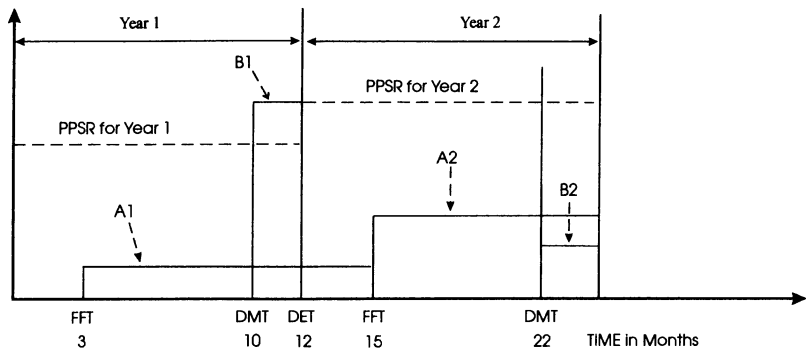 Year 1
Year 2
B1
PPSR for Year 2
PPSR for Year 1
A2
B2
A1
FFT DMT DET FFT DMT
3 10 12 15 22 TIME in Months